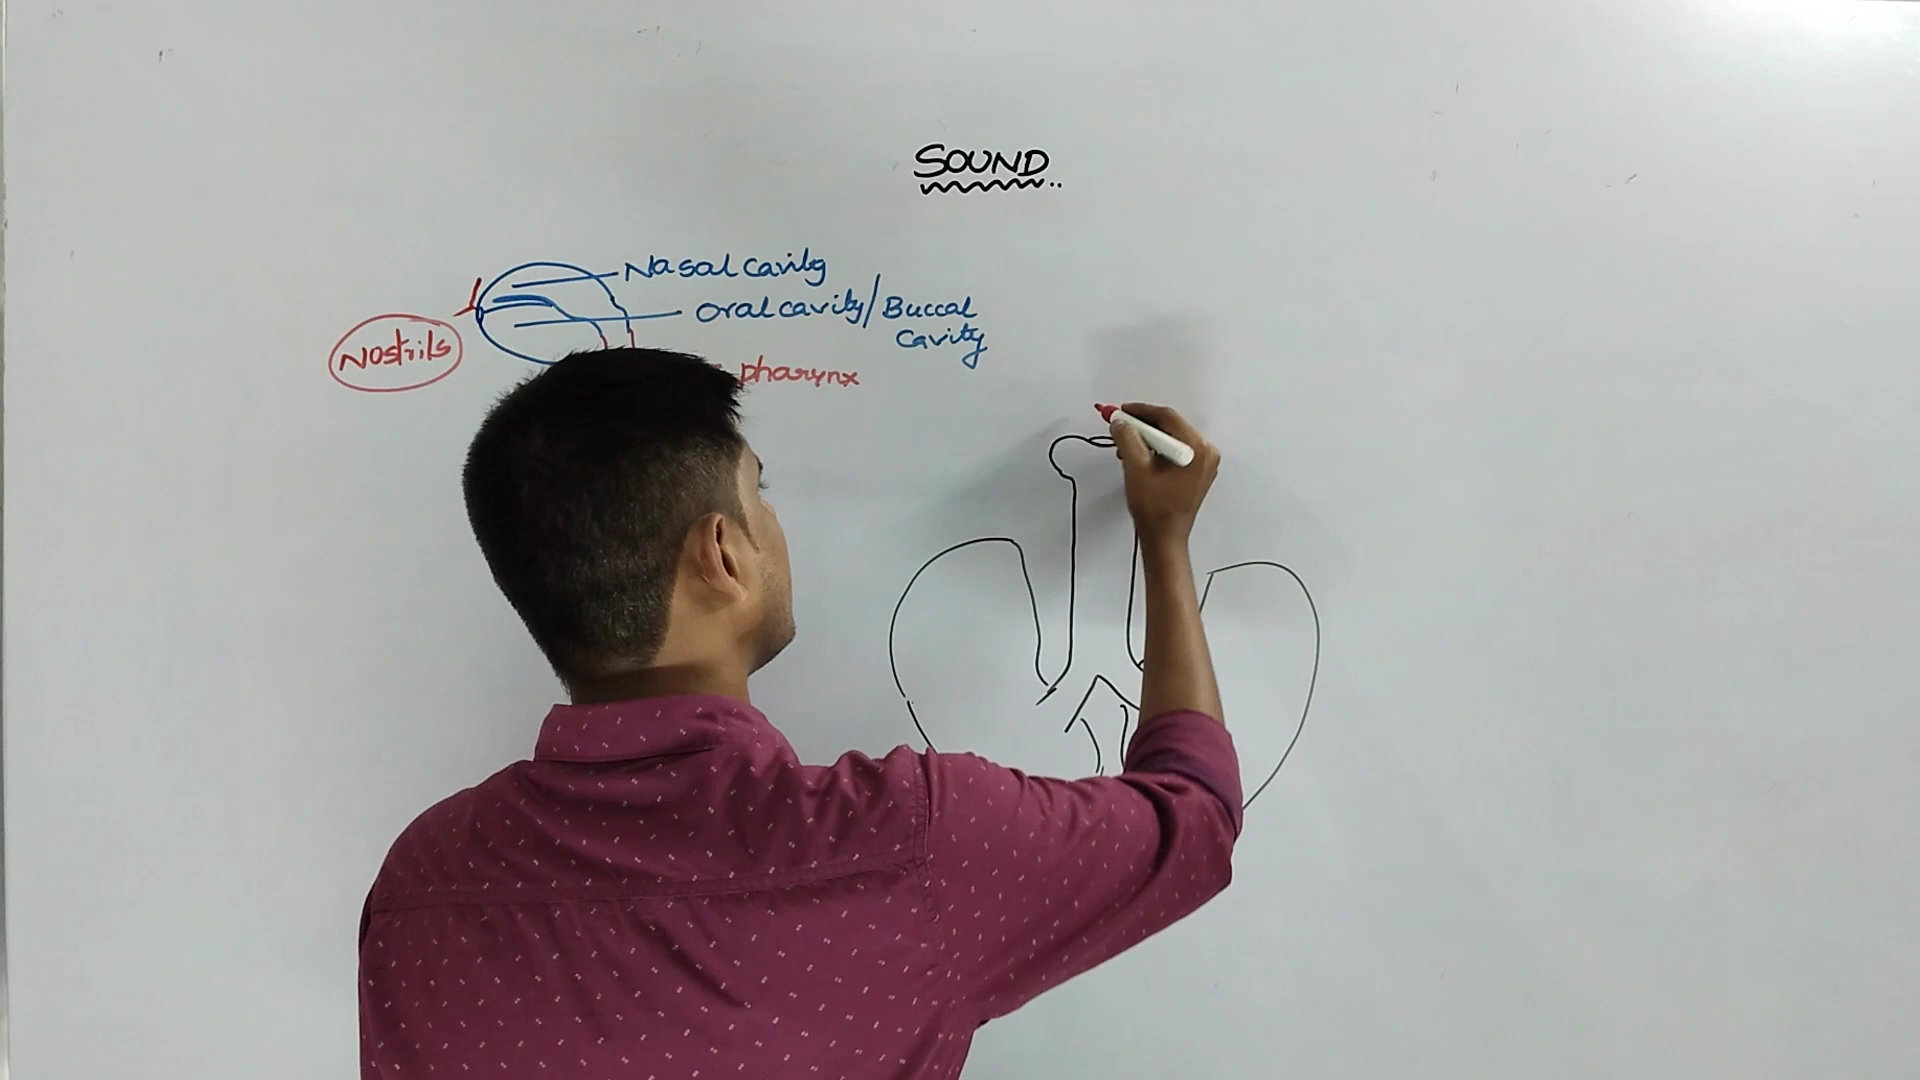 SOUND
Nasal cavity
Nostrils
oral cavity/Buccal
cavity
pharynx